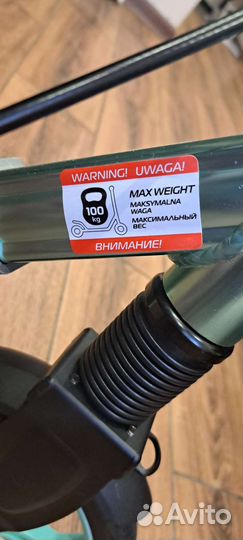 WARNING! UWAGA!
100
kg
MAX WEIGHT
MAKSYMALNA
WAGA
МАКСИМАЛЬНЫЙ
ВЕС
ВНИМАНИЕ!
Avito